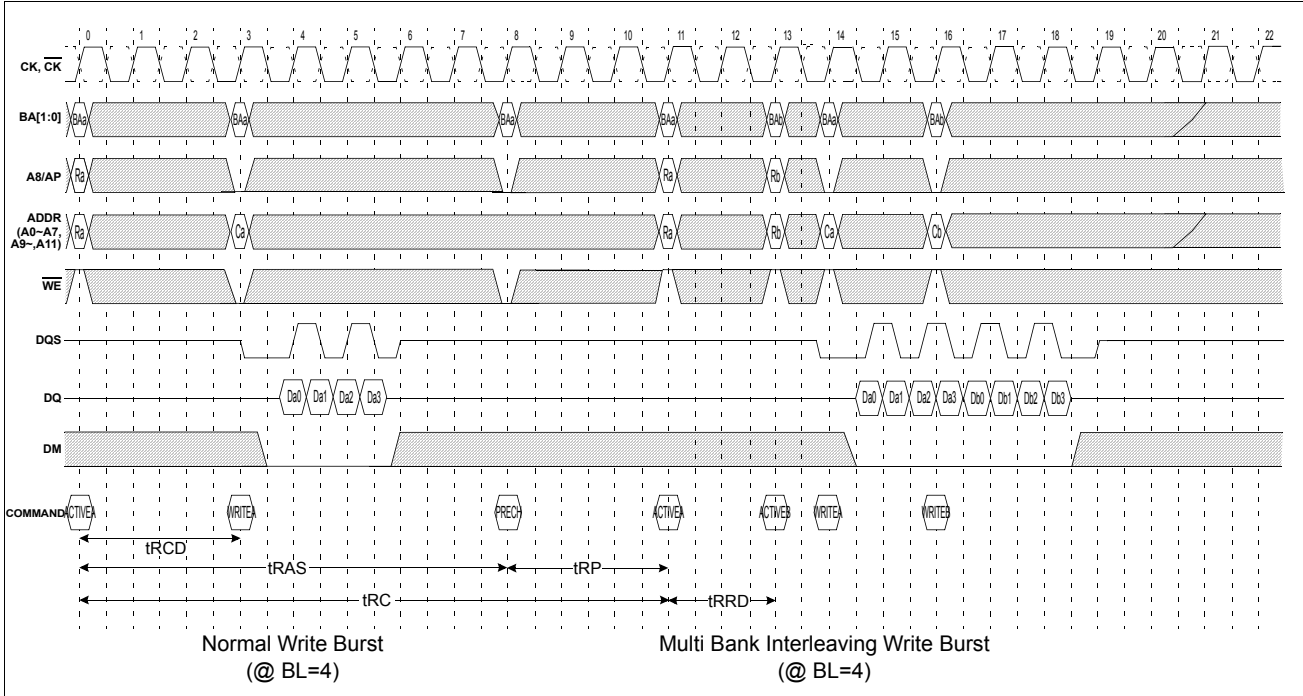 0 1 2 3 4 5 6 7 8 9 10 11 12 13 14 15 16 17 18 19 20 21 22
CK, CK
BA[1:0] BAa BAa BAa BAa BAb BAa BAb
A8/AP Ra Ra Rb
ADDR
(A0~A7,
A9~,A11)
Ra Ca Ra Rb Ca Cb
WE
DQS
DQ Da0 Da1 Da2 Da3 Da0 Da1 Da2 Da3 Db0 Db1 Db2 Db3
DM
COMMAND ACTIVEA WRITEA PRECH ACTIVEA ACTIVEB WRITEA WRITEB
tRCD
tRAS tRP
tRC tRRD
Normal Write Burst
(@ BL=4)
Multi Bank Interleaving Write Burst
(@ BL=4)